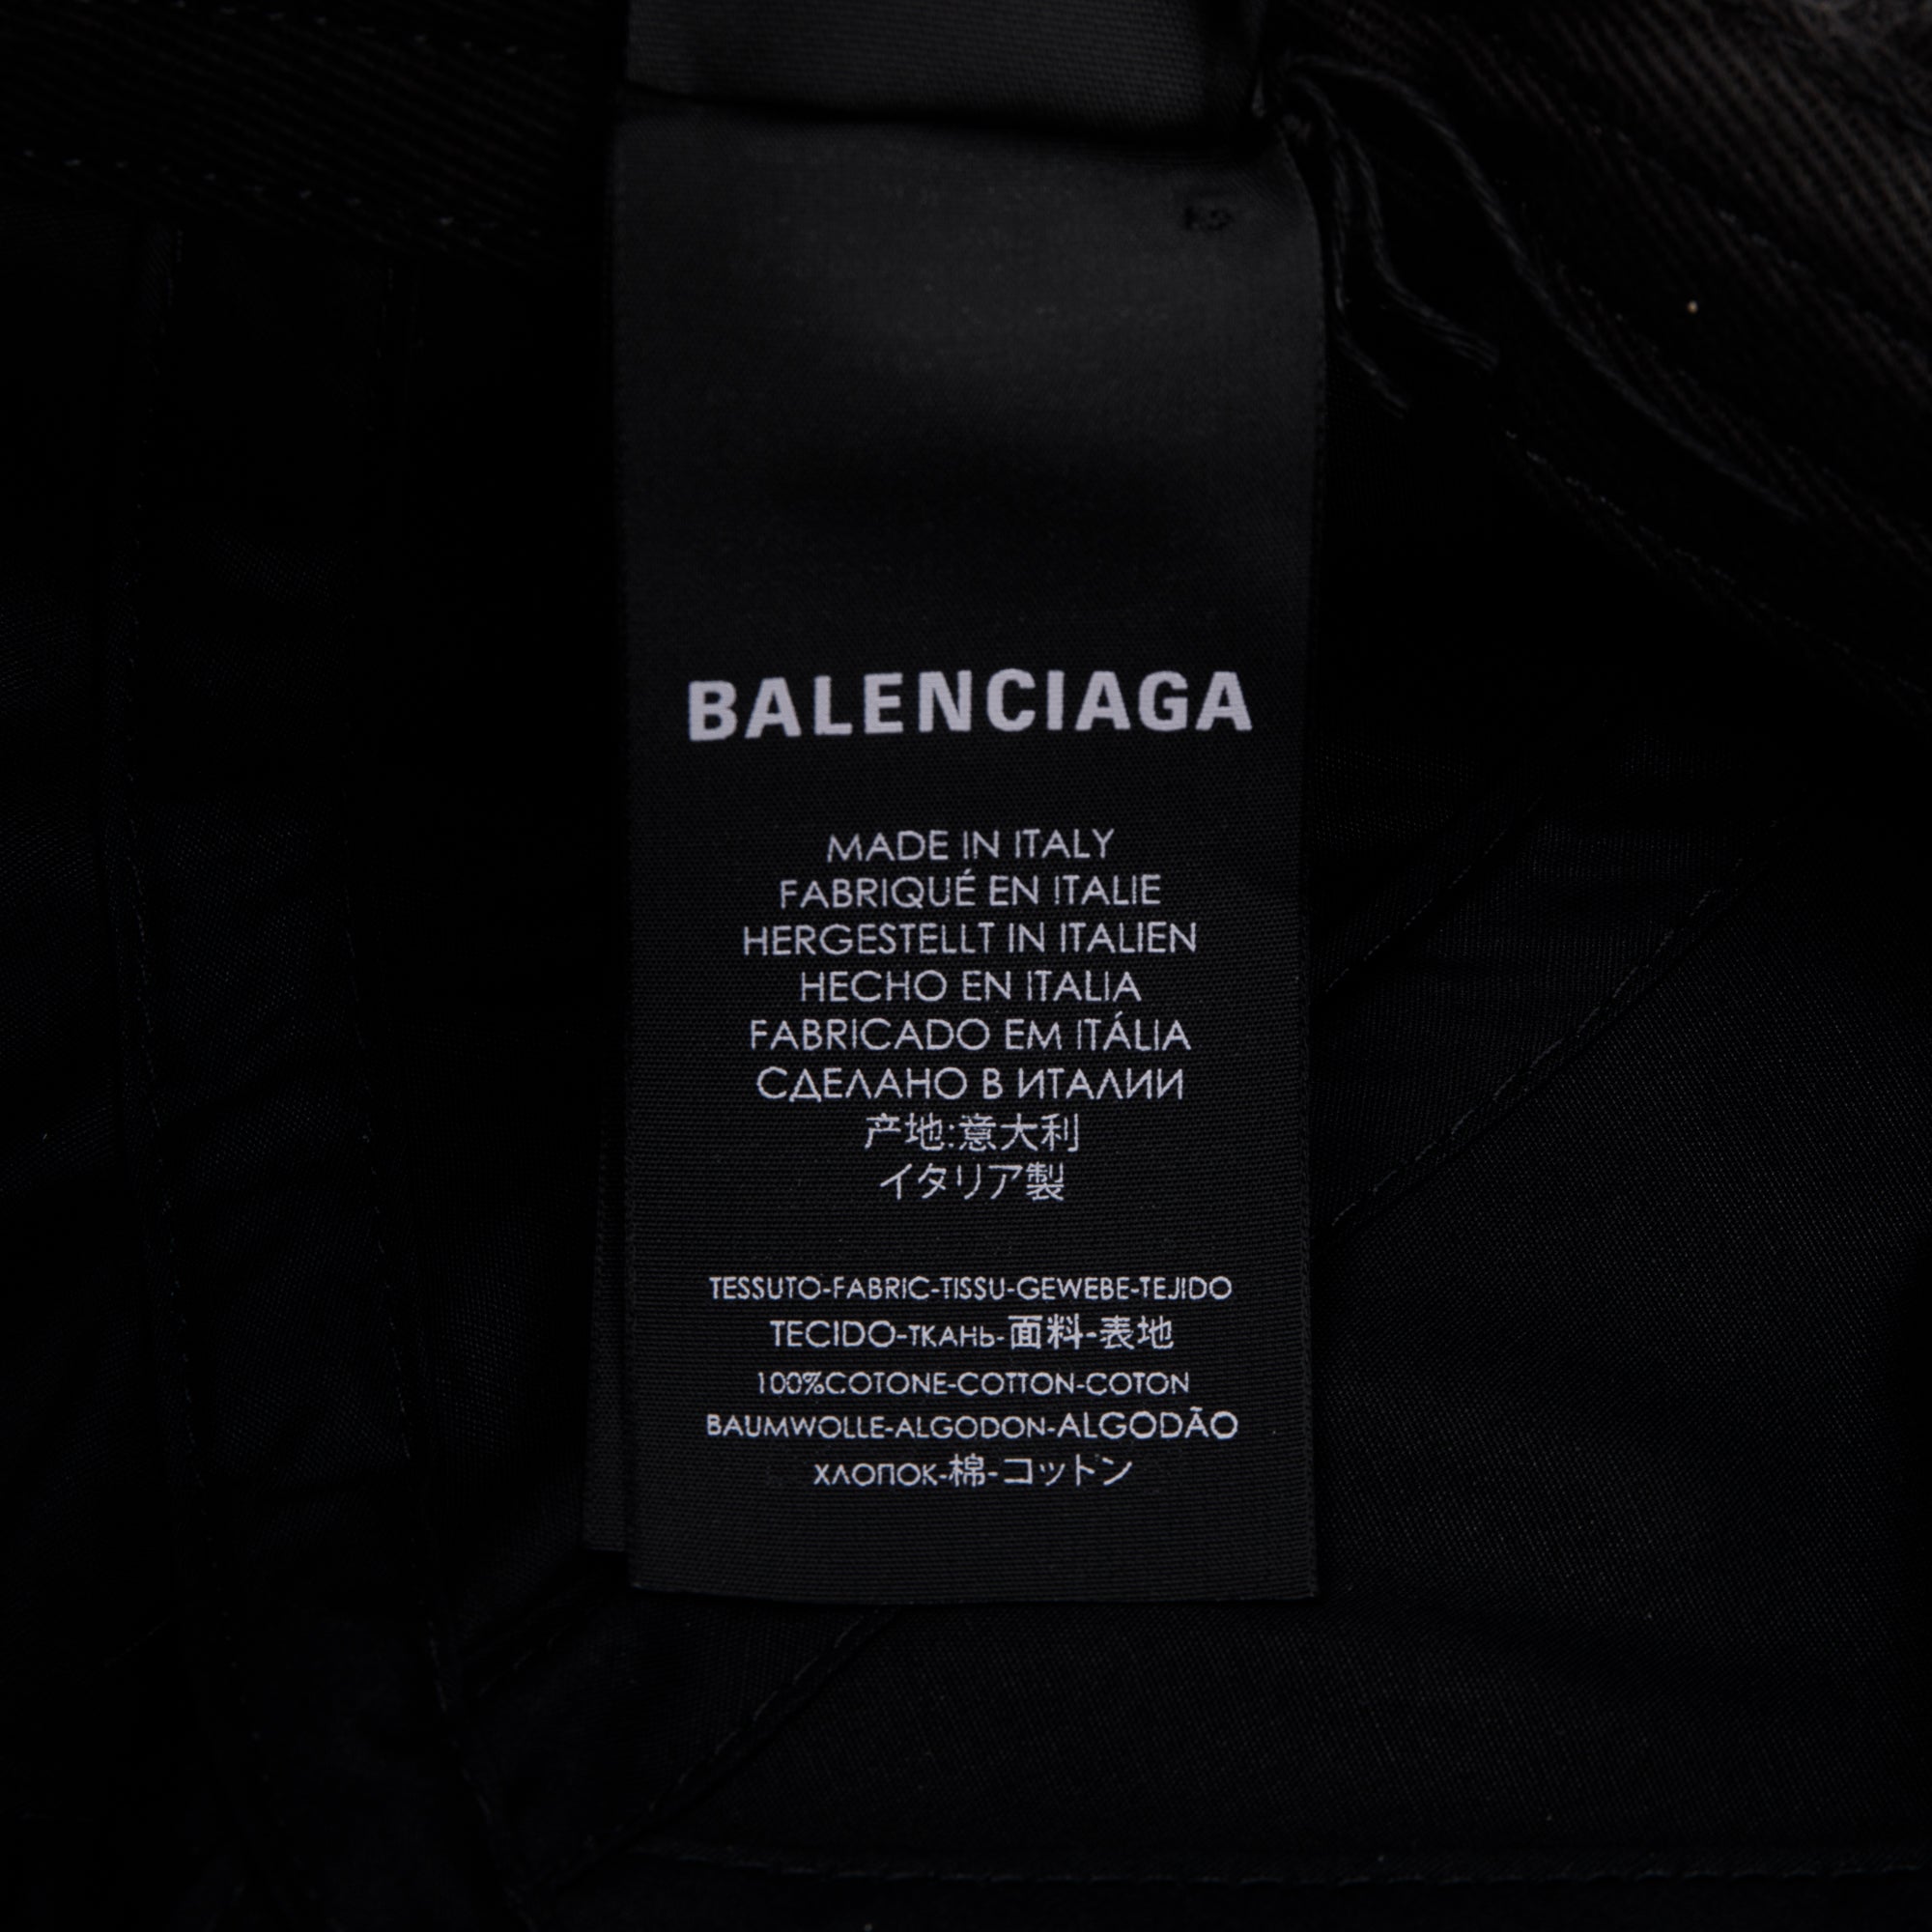 BALENCIAGA
MADE IN ITALY
FABRIQUÉ EN ITALIE
HERGESTELLT IN ITALIEN
HECHO EN ITALIA
FABRICADO EM ITÁLIA
СДЕЛАНО В ИТАЛИИ
产地:意大利
イタリア製
TESSUTO-FABRIC-TISSU-GEWEBE-TEJIDO
TECIDO-ТКАНЬ-面料-表地
100%COTONE-COTTON-COTON
BAUMWOLLE-ALGODON-ALGODÃO
ХЛОПОК-棉-コットン